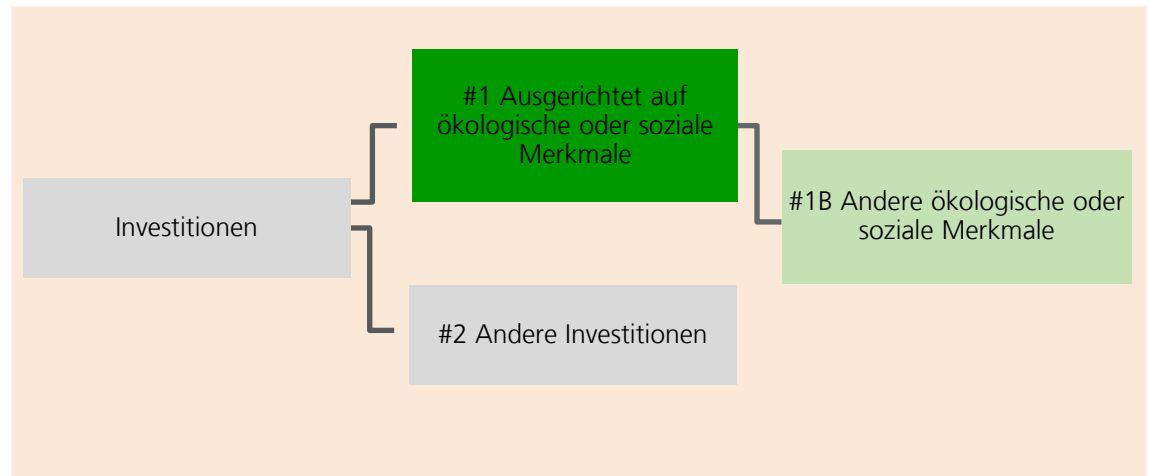 #1 Ausgerichtet auf
ökologische oder soziale
Merkmale
#1B Andere ökologische oder
soziale Merkmale
Investitionen
#2 Andere Investitionen